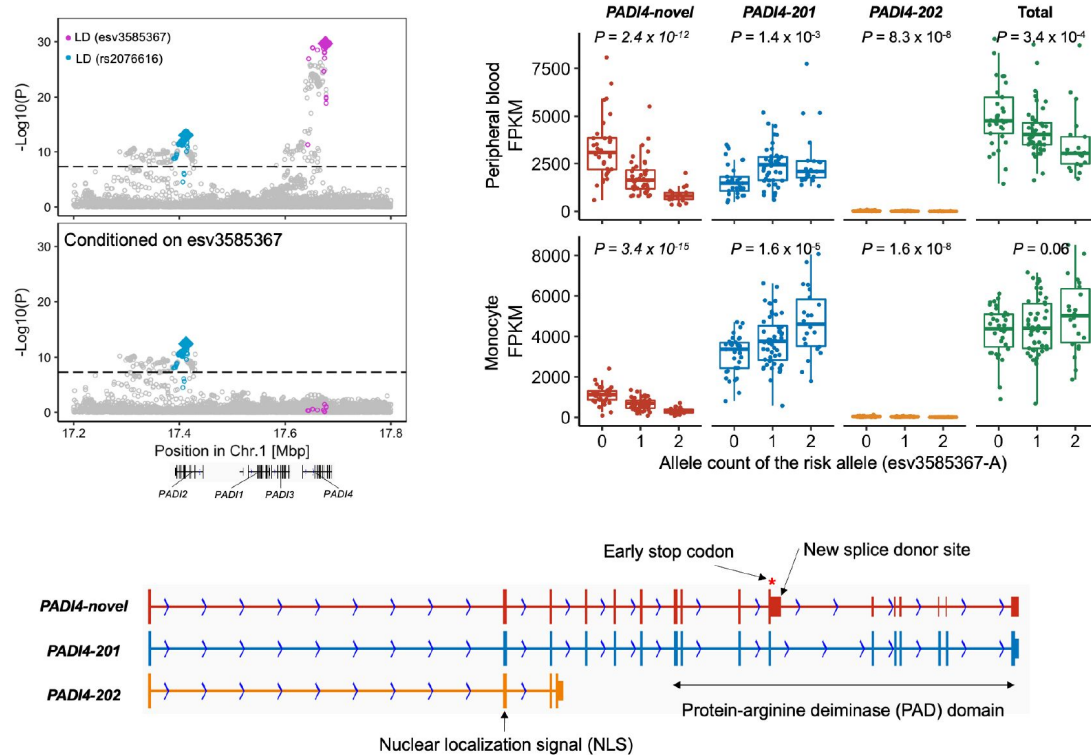 30
20
10
0
-Log10(P)
LD (esv3585367)
LD (rs2076616)
Conditioned on esv3585367
30
20
10
0
-Log10(P)
17.2
17.4
17.6
17.8
Position in Chr.1 [Mbp]
PADI2
PADI1
PADI3
PADI4
PADI4-novel
PADI4-201
PADI4-202
Total
Peripheral blood
FPKM
7500
5000
2500
0
P = 2.4 x 10-12
P = 1.4 x 10-3
P = 8.3 x 10-8
P = 3.4 x 10-4
Monocyte
FPKM
8000
6000
4000
2000
0
P = 3.4 x 10-15
P = 1.6 x 10-5
P = 1.6 x 10-8
P = 0.06
0 1 2 0 1 2 0 1 2 0 1 2
Allele count of the risk allele (esv3585367-A)
Early stop codon
New splice donor site
*
PADI4-novel
PADI4-201
PADI4-202
Protein-arginine deiminase (PAD) domain
Nuclear localization signal (NLS)